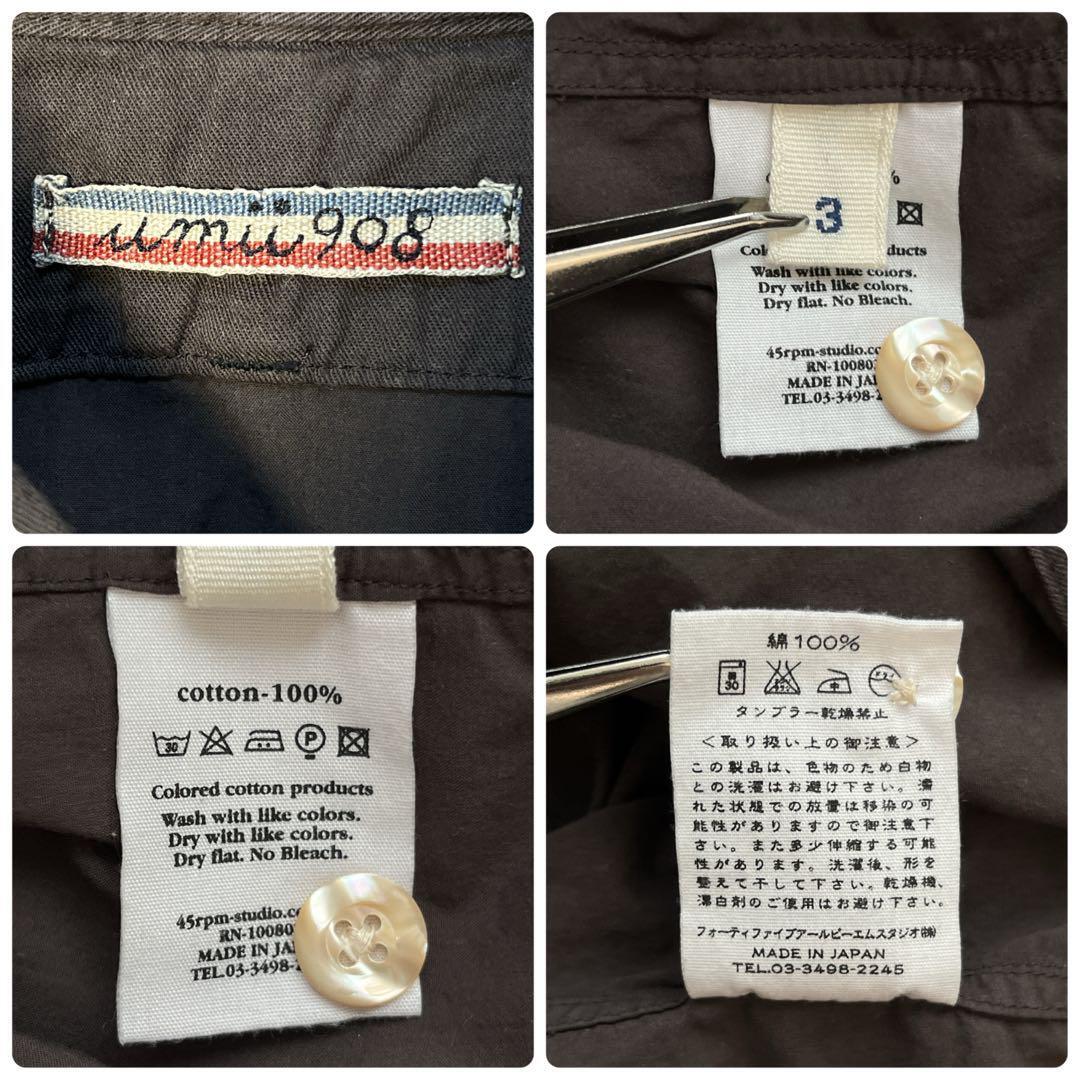 umii908
3
%
Wash with like colors.
Dry with like colors.
Dry flat. No Bleach.
MADE IN
cotton-100%
30
Colored cotton products
Wash with like colors.
Dry with like colors.
Dry flat. No Bleach.
MADE IN
綿100%
30
中
タンブラー乾燥禁止
<取り扱い上の御注意>
この製品は、色物のため白物
との洗濯はお避け下さい。濡
れた状態での放置は移染の可
能性がありますので御注意下
さい。また多少伸縮する可能
性があります。洗濯後、形を
整えて干して下さい。乾燥機、
漂白剤のご使用はお避け下さい。
フォーティファイブアールピーエムスタジオ㈱
MADE IN JAPAN
TEL.03-3498-2245